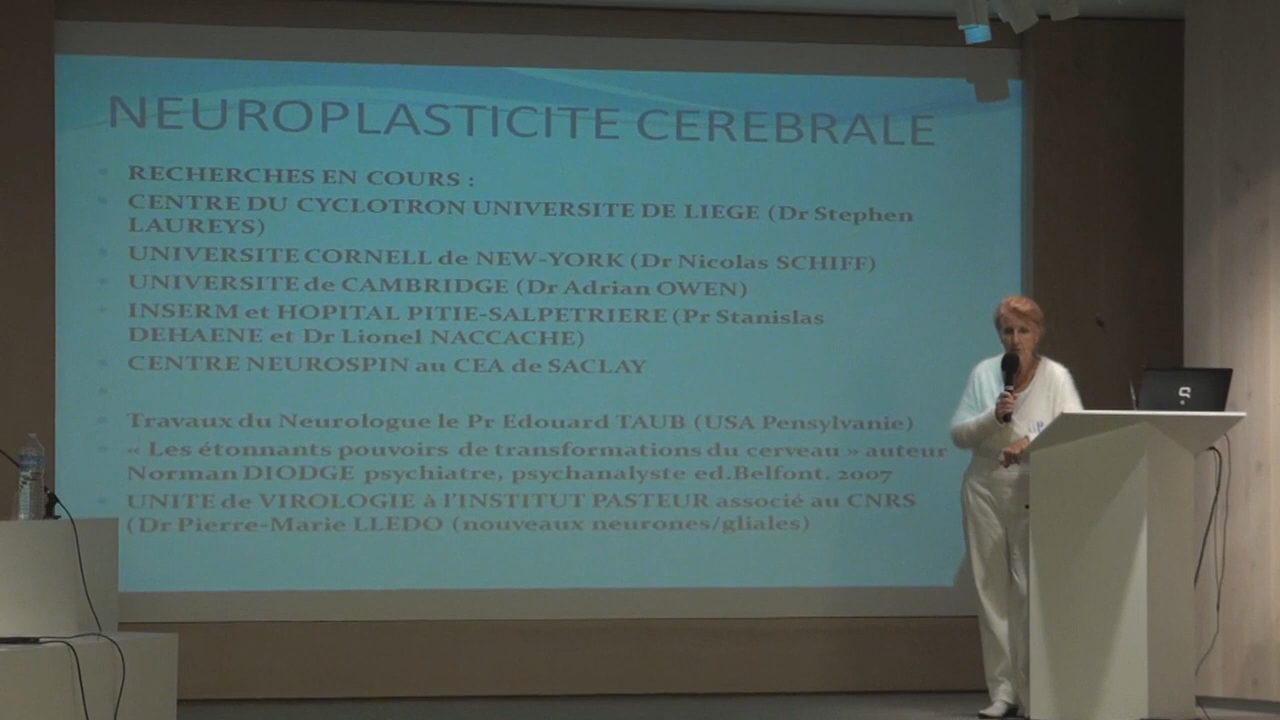 NEUROPLASTICITE CEREBRALE
RECHERCHES EN COURS :
CENTRE DU CYCLOTRON UNIVERSITE DE LIEGE (Dr Stephen
LAUREYS)
UNIVERSITE CORNELL de NEW-YORK (Dr Nicolas SCHIFF)
UNIVERSITE de CAMBRIDGE (Dr Adrian OWEN)
INSERM et HOPITAL PITIE-SALPETRIERE (Pr Stanislas
DEHAENE et Dr Lionel NACCACHE)
CENTRE NEUROSPIN au CEA de SACLAY
Travaux du Neurologue le Pr Edouard TAUB (USA Pensylvanie)
« Les étonnants pouvoirs de transformations du cerveau » auteur
Norman DIODGE psychiatre, psychanalyste ed.Belfont. 2007
UNITE de VIROLOGIE à l'INSTITUT PASTEUR associé au CNRS
(Dr Pierre-Marie LLEDO (nouveaux neurones/gliales)